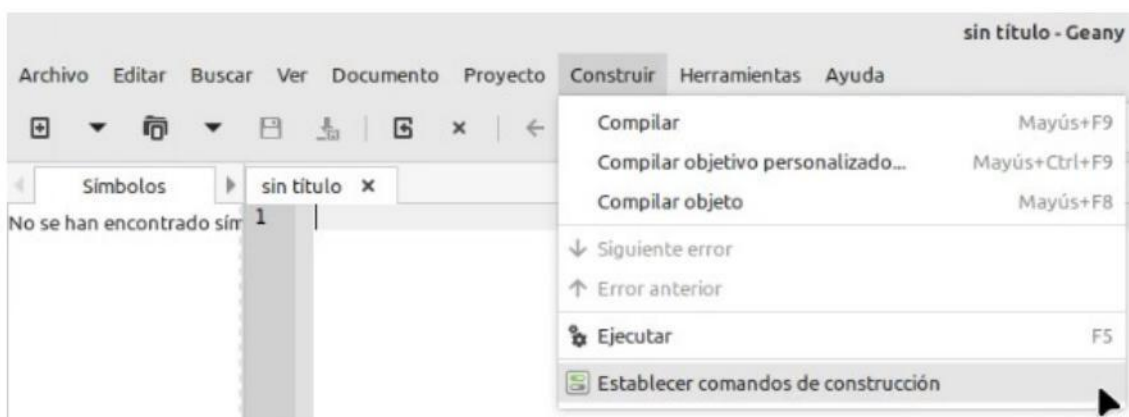 sin título - Geany
Archivo Editar Buscar Ver Documento Proyecto Construir Herramientas Ayuda
Compilar Mayús+F9
Compilar objetivo personalizado... Mayús+Ctrl+F9
Compilar objeto Mayús+F8
Siguiente error
Error anterior
Ejecutar F5
Establecer comandos de construcción
Símbolos
sin título
No se han encontrado sím
1